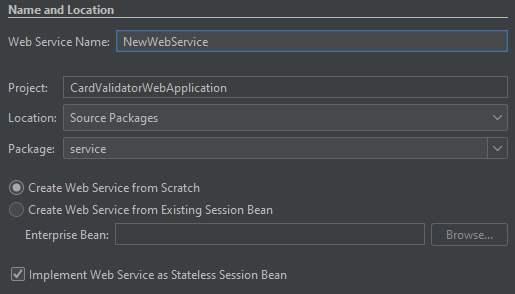 Name and Location
Web Service Name: NewWebService
Project: CardValidatorWebApplication
Location: Source Packages
Package: service
Create Web Service from Scratch
Create Web Service from Existing Session Bean
Enterprise Bean: Browse...
Implement Web Service as Stateless Session Bean